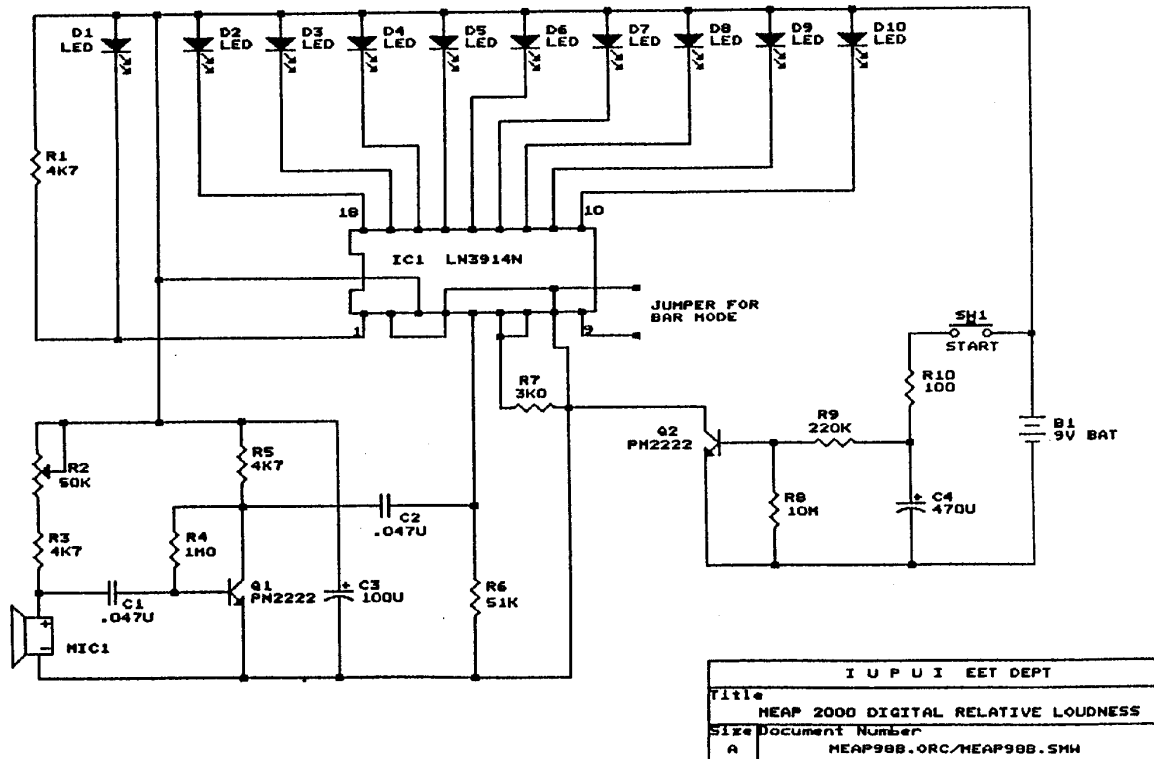 D1 LED
D2 LED
D3 LED
D4 LED
D5 LED
D6 LED
D7 LED
D8 LED
D9 LED
D10 LED
R1
4K7
18
10
IC1 LN3914N
1
9
JUMPER FOR
BAR MODE
SW1
START
R7
3K0
R10
100
R9
220K
Q2
PN2222
B1
9V BAT
R2
50K
R5
4K7
R3
4K7
R4
1M0
C2
.047U
R8
10M
C4
470U
C1
.047U
Q1
PN2222
C3
100U
R6
51K
MIC1
I U P U I EET DEPT
Title
MEAP 2000 DIGITAL RELATIVE LOUDNESS
Size Document Number
A MEAP98B.ORC/MEAP98B.SMW